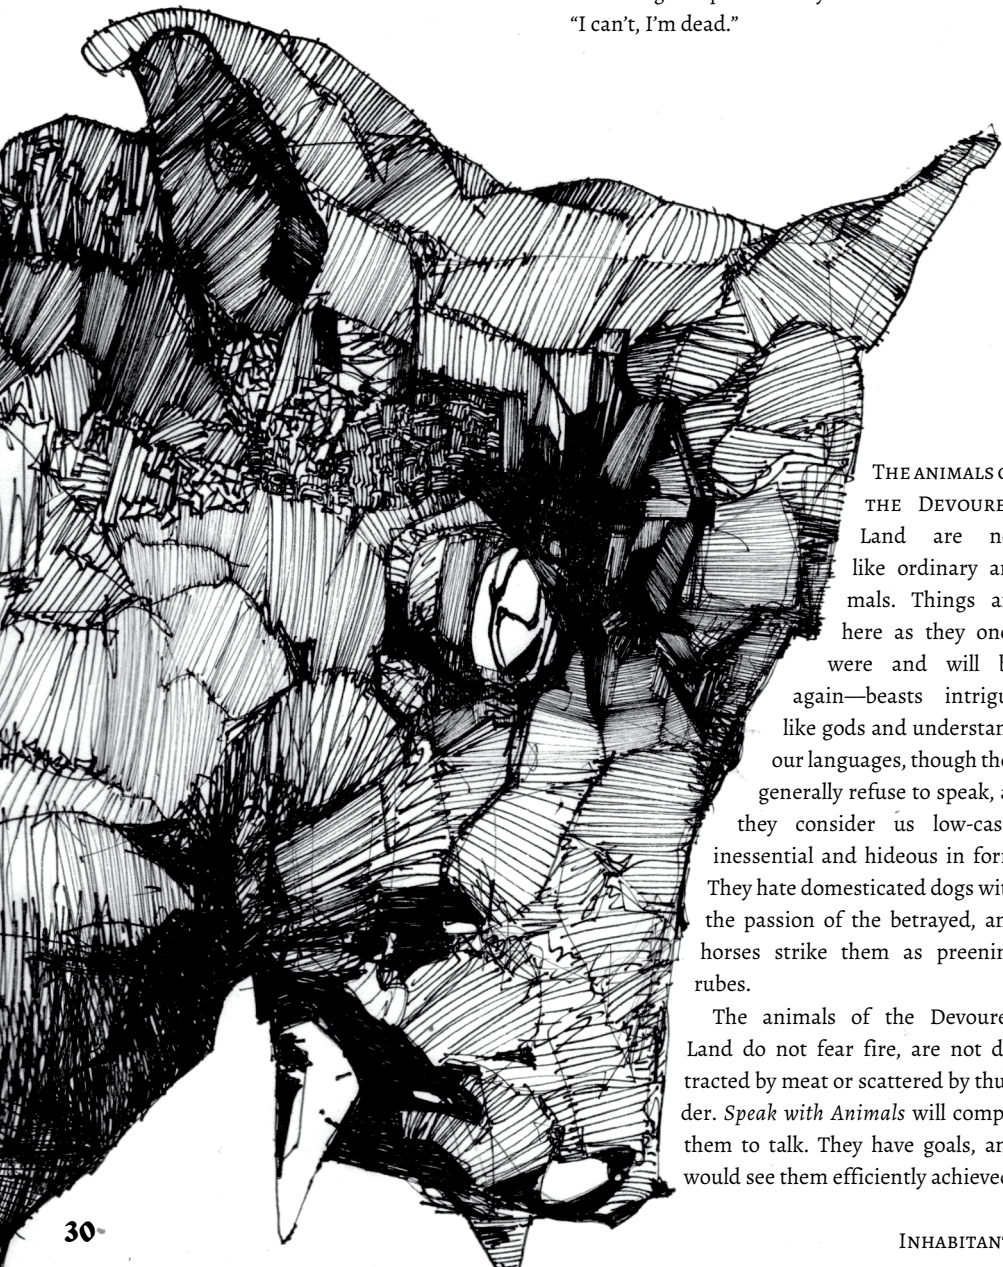 “I can’t, I’m dead.”
The animals o
the Devoure
Land are n
like ordinary an
mals. Things a
here as they onc
were and will b
again—beasts intrigu
like gods and understan
our languages, though the
generally refuse to speak, a
they consider us low-cas
inessential and hideous in for
They hate domesticated dogs wit
the passion of the betrayed, an
horses strike them as preenin
rubes.
The animals of the Devoure
Land do not fear fire, are not d
tracted by meat or scattered by thu
der. Speak with Animals will comp
them to talk. They have goals, an
would see them efficiently achieved
30
Inhabitant